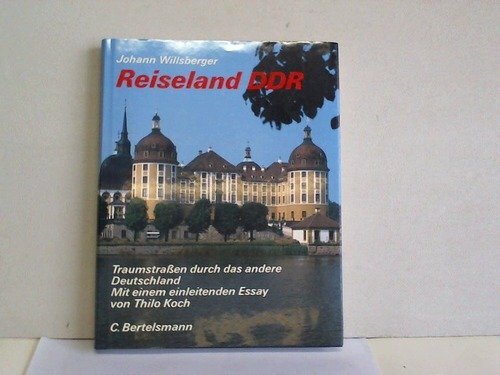 Johann Willsberger
Reiseland DDR
Traumstraßen durch das andere
Deutschland
Mit einem einleitenden Essay
von Thilo Koch
C. Bertelsmann